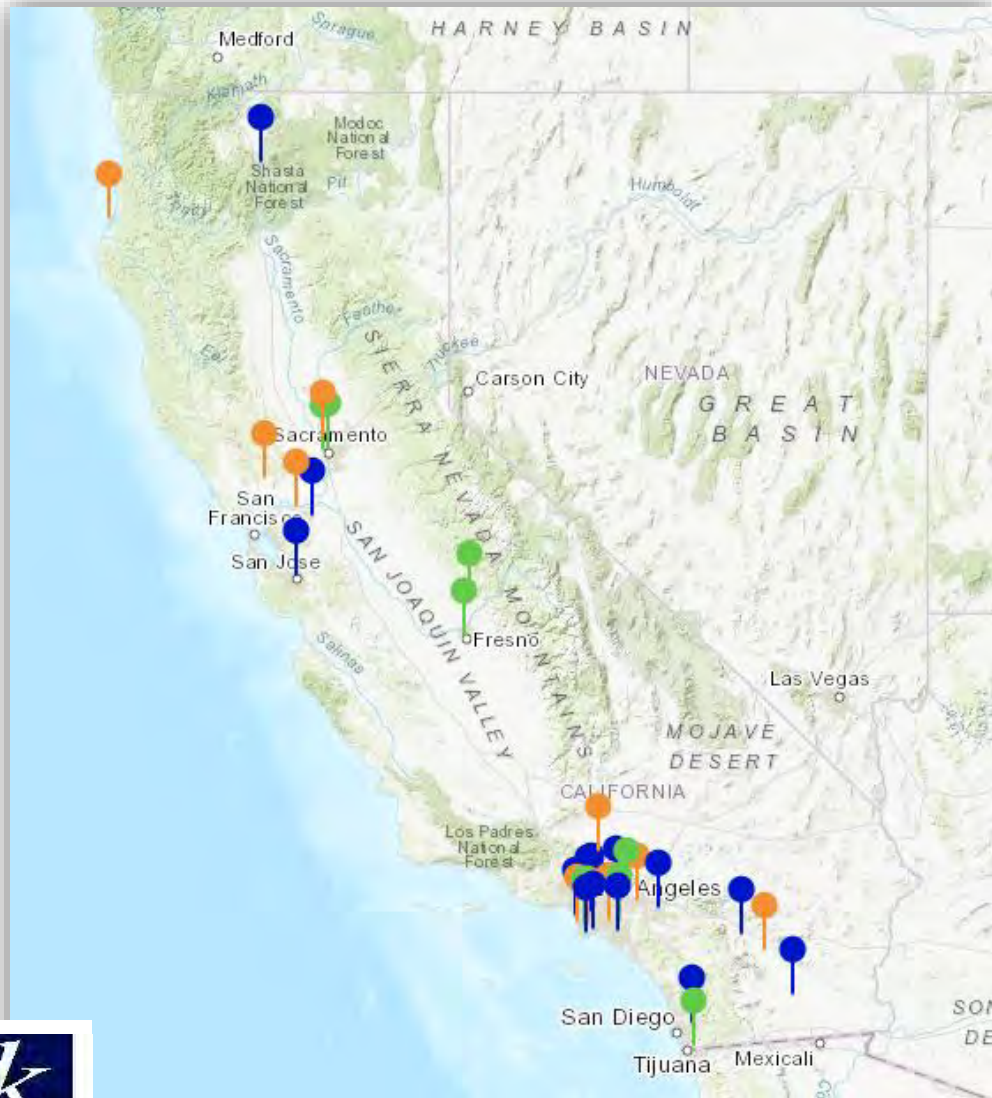 HARNEY BASIN
Sprague
Medford
Klamath
Modoc
National
Forest
Shasta
National
Forest
Pit
Humboldt
Sacramento
Feather
Truckee
Eel
Carson City
NEVADA
GREAT
BASIN
SIERRA NEVADA MOUNTAINS
Sacramento
San
Francisco
San Jose
SAN JOAQUIN VALLEY
Fresno
Salinas
Las Vegas
MOJAVE
DESERT
CALIFORNIA
Los Padres
National
Forest
Angeles
San Diego
Tijuana
Mexicali
SON
DE
k